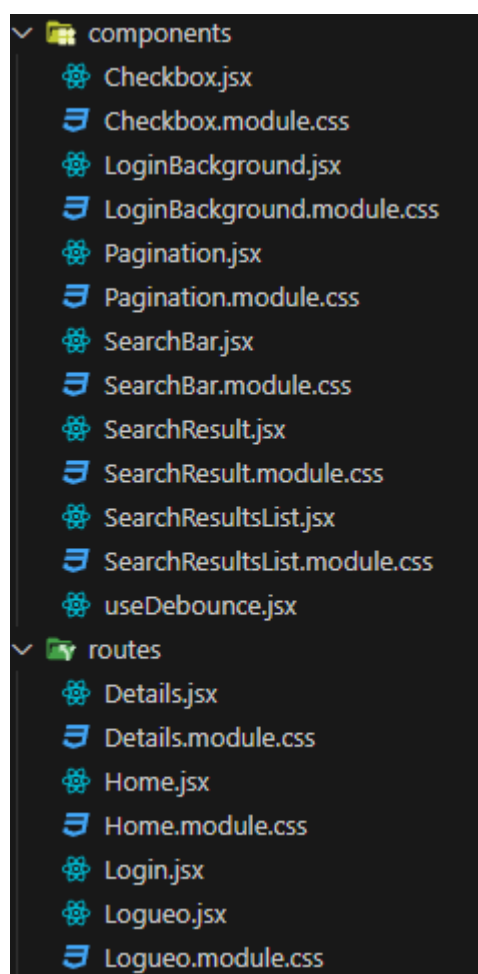 components
Checkbox.jsx
Checkbox.module.css
LoginBackground.jsx
LoginBackground.module.css
Pagination.jsx
Pagination.module.css
SearchBar.jsx
SearchBar.module.css
SearchResult.jsx
SearchResult.module.css
SearchResultsList.jsx
SearchResultsList.module.css
useDebounce.jsx
routes
Details.jsx
Details.module.css
Home.jsx
Home.module.css
Login.jsx
Logueo.jsx
Logueo.module.css